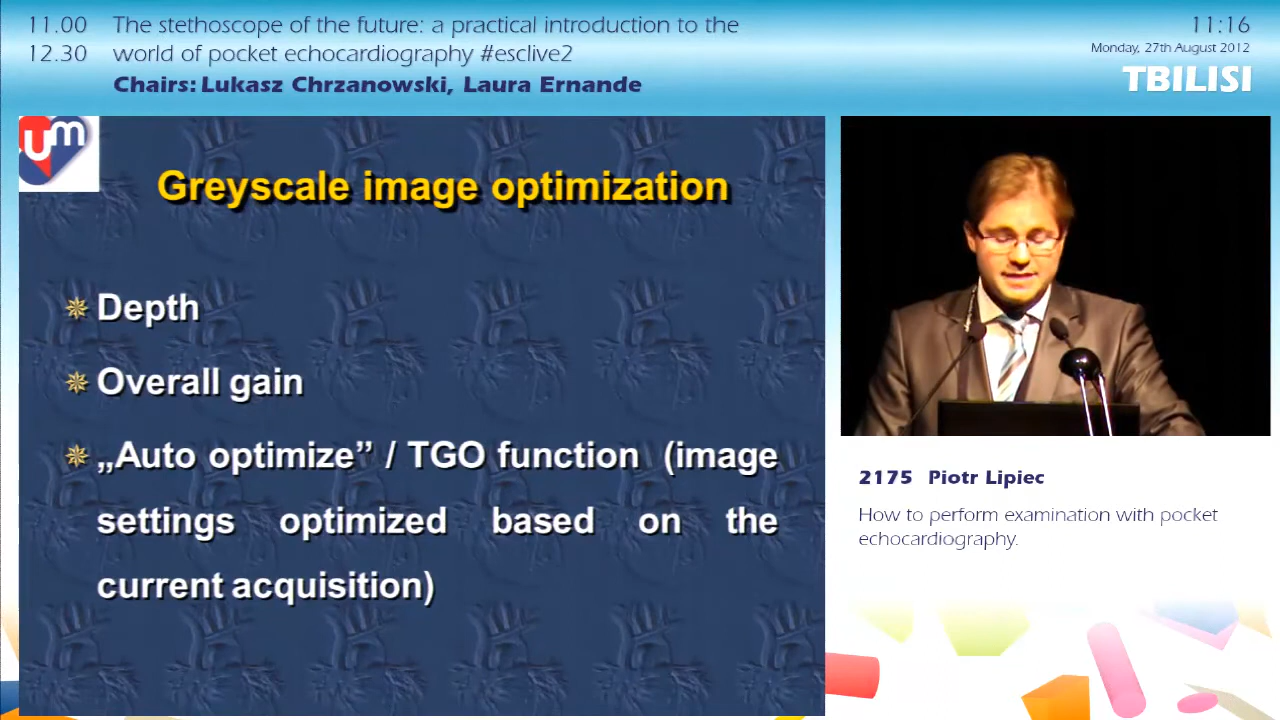 11.00 The stethoscope of the future: a practical introduction to the
12.30 world of pocket echocardiography #esclive2
Chairs: Lukasz Chrzanowski, Laura Ernande
11:16
Monday, 27th August 2012
TBILISI
um
Greyscale image optimization
Depth
Overall gain
„Auto optimize” / TGO function (image
settings optimized based on the
current acquisition)
2175 Piotr Lipiec
How to perform examination with pocket
echocardiography.